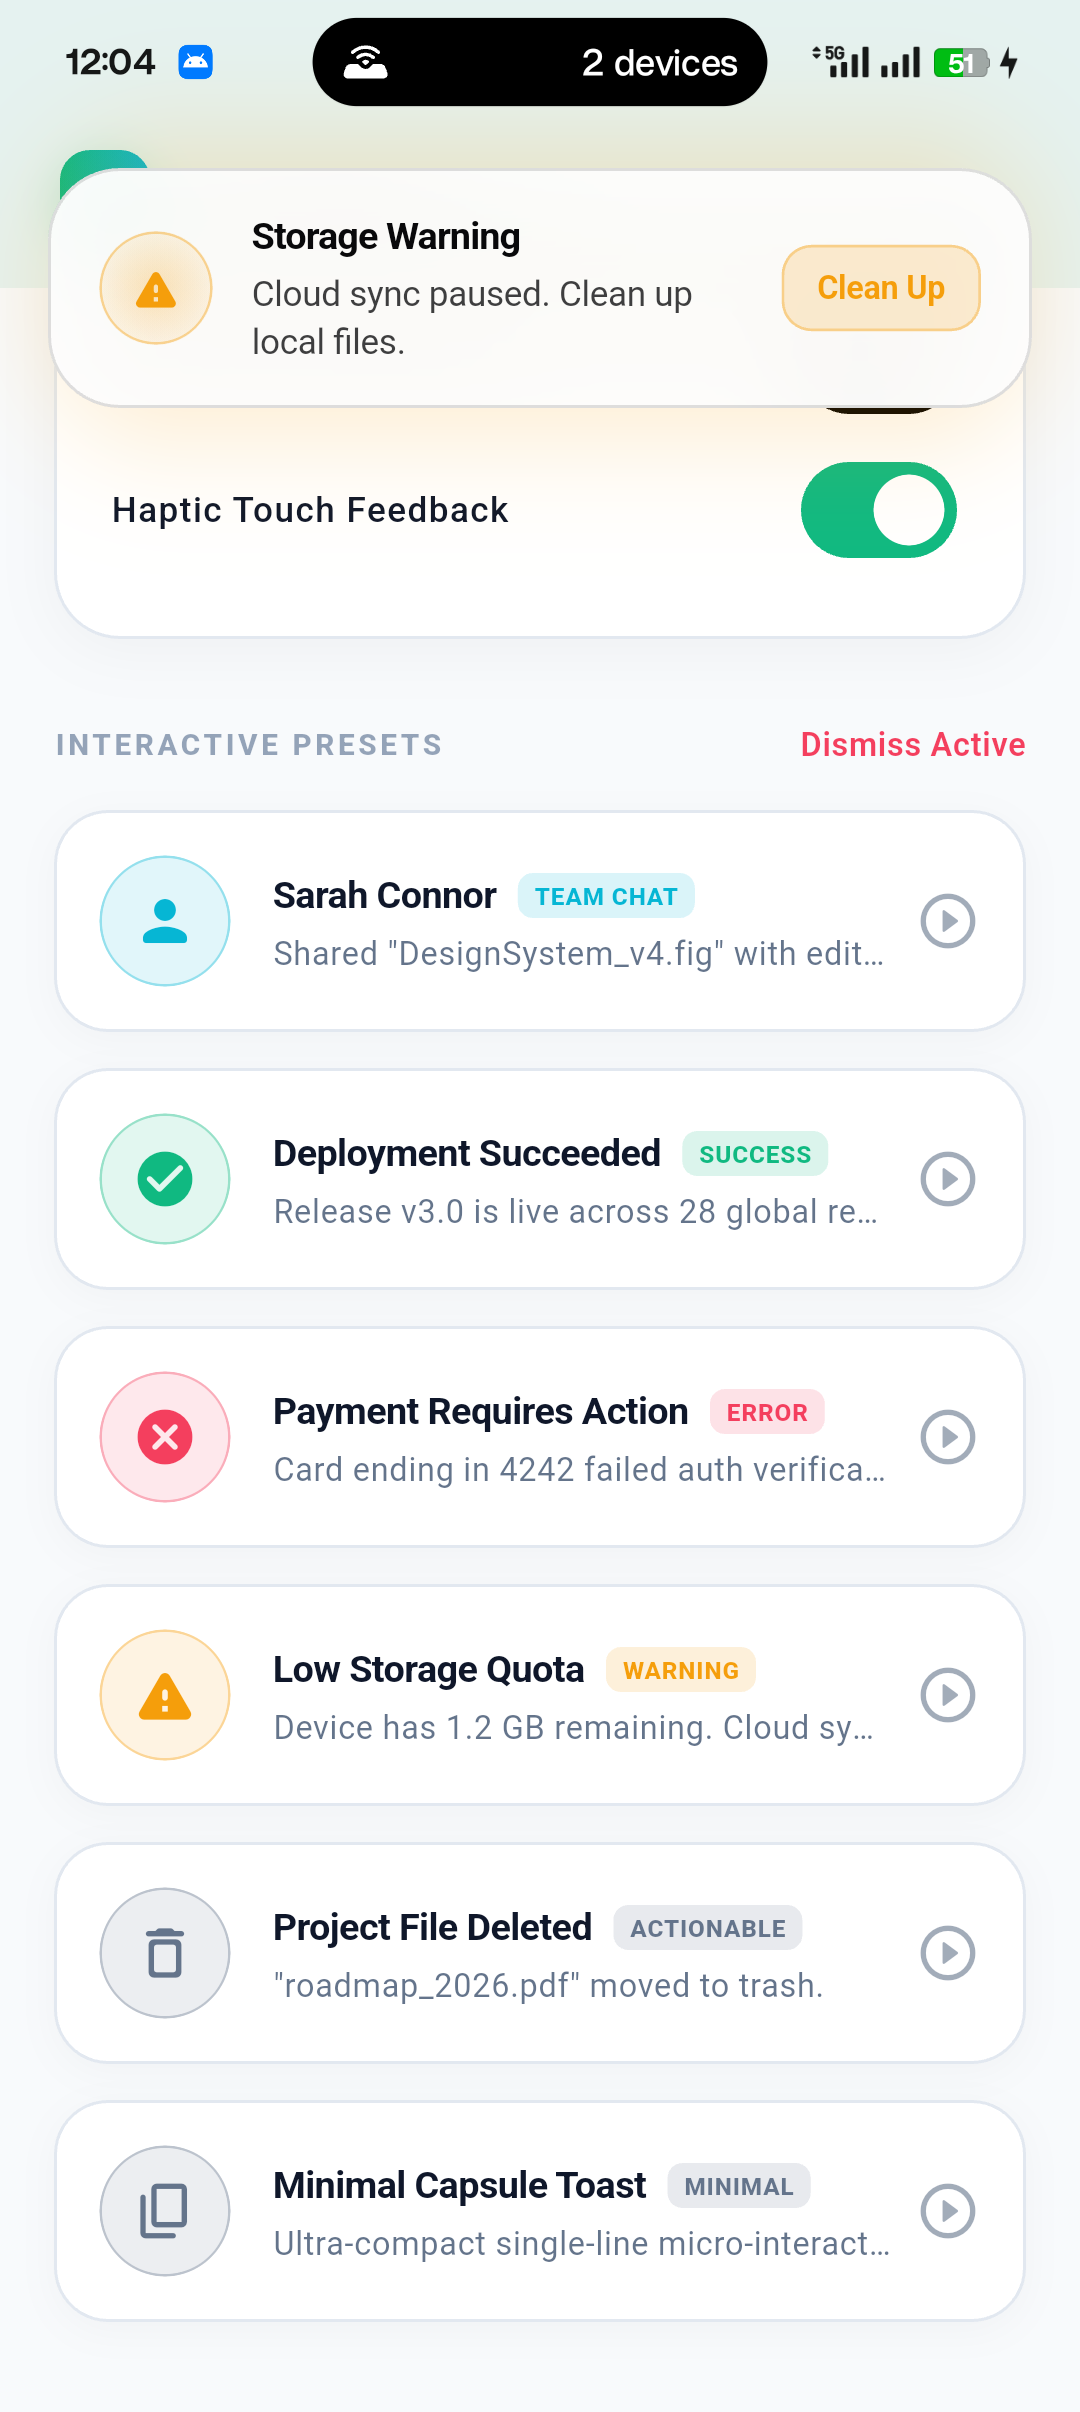 12:04
2 devices
5G
51
Storage Warning
Cloud sync paused. Clean up
local files.
Clean Up
Haptic Touch Feedback
INTERACTIVE PRESETS
Dismiss Active
Sarah Connor
TEAM CHAT
Shared "DesignSystem_v4.fig" with edit...
Deployment Succeeded
SUCCESS
Release v3.0 is live across 28 global re...
Payment Requires Action
ERROR
Card ending in 4242 failed auth verifica...
Low Storage Quota
WARNING
Device has 1.2 GB remaining. Cloud sy...
Project File Deleted
ACTIONABLE
"roadmap_2026.pdf" moved to trash.
Minimal Capsule Toast
MINIMAL
Ultra-compact single-line micro-interact...